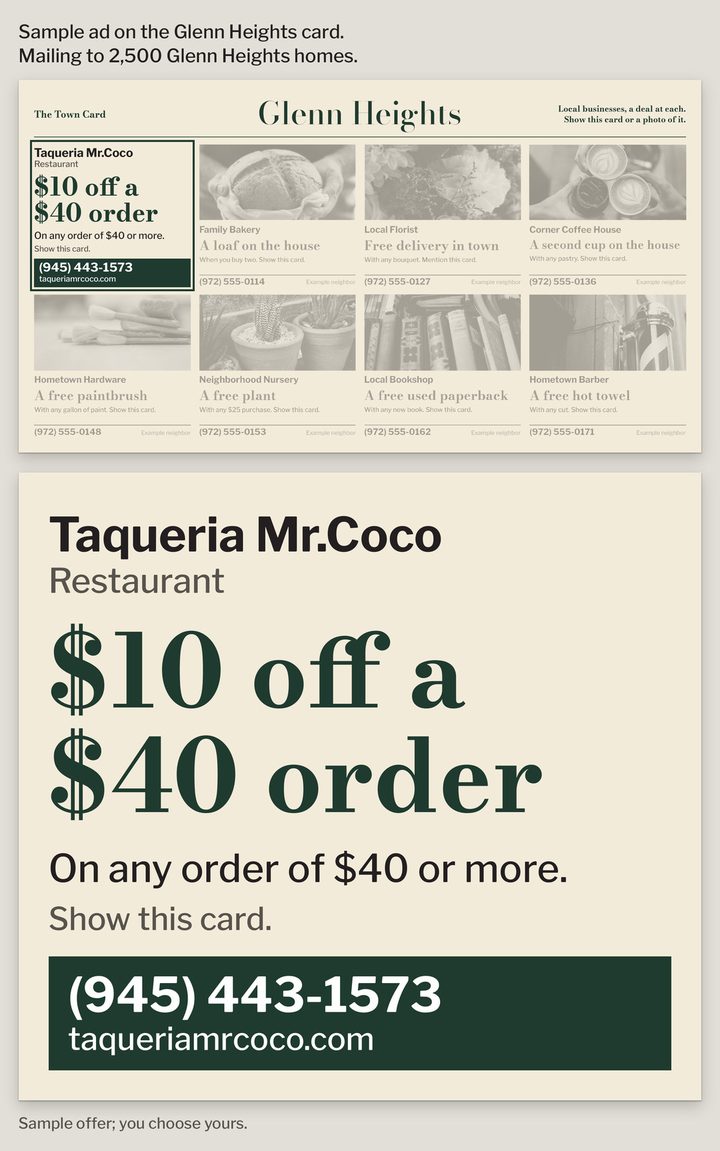 Sample ad on the Glenn Heights card.
Mailing to 2,500 Glenn Heights homes.
The Town Card
Glenn Heights
Local businesses, a deal at each.
Show this card or a photo of it.
Taqueria Mr.Coco
Restaurant
$10 off a
$40 order
On any order of $40 or more.
Show this card.
(945) 443-1573
taqueriamrcoco.com
Family Bakery
A loaf on the house
When you buy two. Show this card.
(972) 555-0114
Example neighbor
Local Florist
Free delivery in town
With any bouquet. Mention this card.
(972) 555-0127
Example neighbor
Corner Coffee House
A second cup on the house
With any pastry. Show this card.
(972) 555-0136
Example neighbor
Hometown Hardware
A free paintbrush
With any gallon of paint. Show this card.
(972) 555-0148
Example neighbor
Neighborhood Nursery
A free plant
With any $25 purchase. Show this card.
(972) 555-0153
Example neighbor
Local Bookshop
A free used paperback
With any new book. Show this card.
(972) 555-0162
Example neighbor
Hometown Barber
A free hot towel
With any cut. Show this card.
(972) 555-0171
Example neighbor
Taqueria Mr.Coco
Restaurant
$10 off a
$40 order
On any order of $40 or more.
Show this card.
(945) 443-1573
taqueriamrcoco.com
Sample offer; you choose yours.